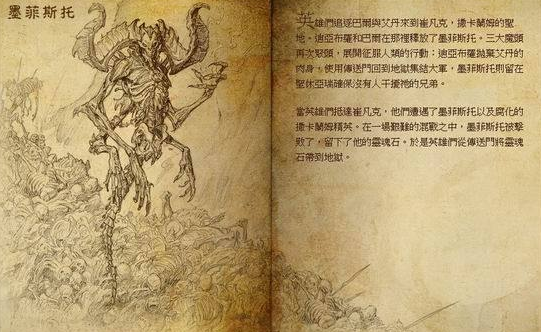 墨菲斯托
英雄們追逐巴爾與艾丹來到崔凡克，撒卡蘭姆的聖
地。迪亞布羅和巴爾在那裡釋放了墨菲斯托。三大魔頭
再次聚頭，展開征服人類的行動：迪亞布羅拋棄艾丹的
肉身，使用傳送門回到地獄集結大軍，墨菲斯托則留在
聖休亞瑞確保沒有人干擾祂的兄弟。
當英雄們抵達崔凡克，他們遭遇了墨菲斯托以及腐化的
撒卡蘭姆精英。在一場艱難的混戰之中，墨菲斯托被擊
敗了，留下了他的靈魂石。於是英雄們從傳送門將靈魂
石帶到地獄。